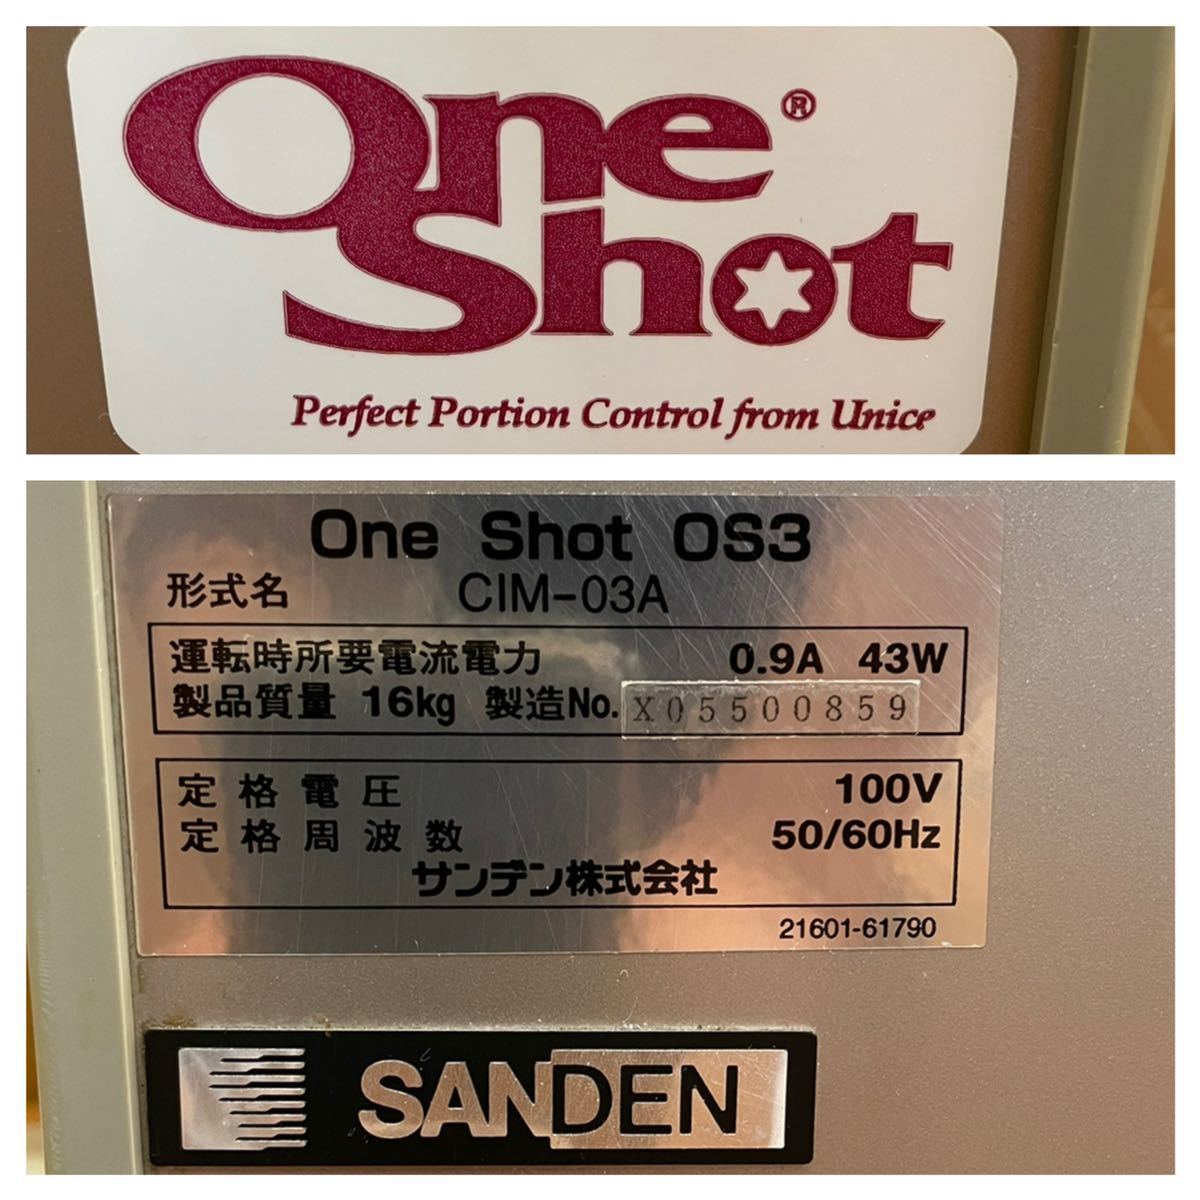 One®
Shot
Perfect Portion Control from Unice
One Shot OS3
形式名 CIM-03A
運転時所要電流電力 0.9A 43W
製品質量 16kg 製造No. X05500859
定格電圧 100V
定格周波数 50/60Hz
サンデン株式会社
21601-61790
SANDEN